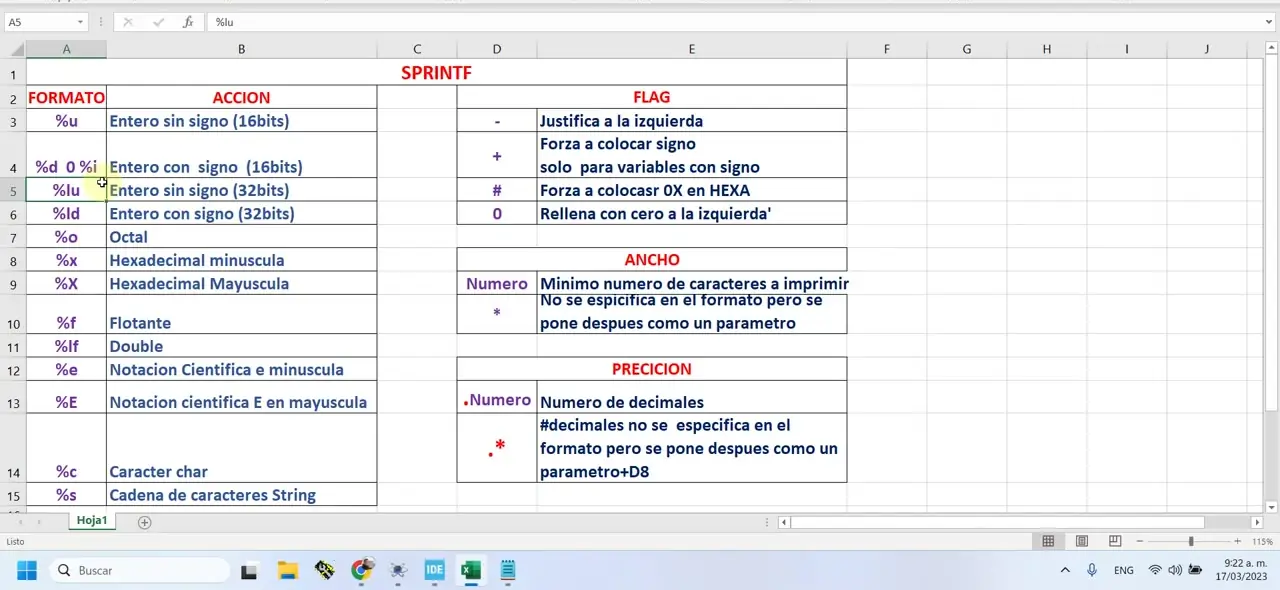 A5
fx
%lu
A B C D E F G H I J
1 SPRINTF
2 FORMATO ACCION FLAG
3 %u Entero sin signo (16bits) - Justifica a la izquierda
4 %d 0 %i Entero con signo (16bits) + Forza a colocar signo
solo para variables con signo
5 %lu Entero sin signo (32bits) # Forza a colocasr 0X en HEXA
6 %ld Entero con signo (32bits) 0 Rellena con cero a la izquierda'
7 %o Octal
8 %x Hexadecimal minuscula ANCHO
9 %X Hexadecimal Mayuscula Numero Minimo numero de caracteres a imprimir
10 %f Flotante * No se espicifica en el formato pero se
pone despues como un parametro
11 %lf Double
12 %e Notacion Cientifica e minuscula PRECICION
13 %E Notacion cientifica E en mayuscula .Numero Numero de decimales
14 %c Caracter char .* #decimales no se especifica en el
formato pero se pone despues como un
parametro+D8
15 %s Cadena de caracteres String
Hoja1
Listo
115%
Buscar
IDE
ENG
9:22 a. m.
17/03/2023